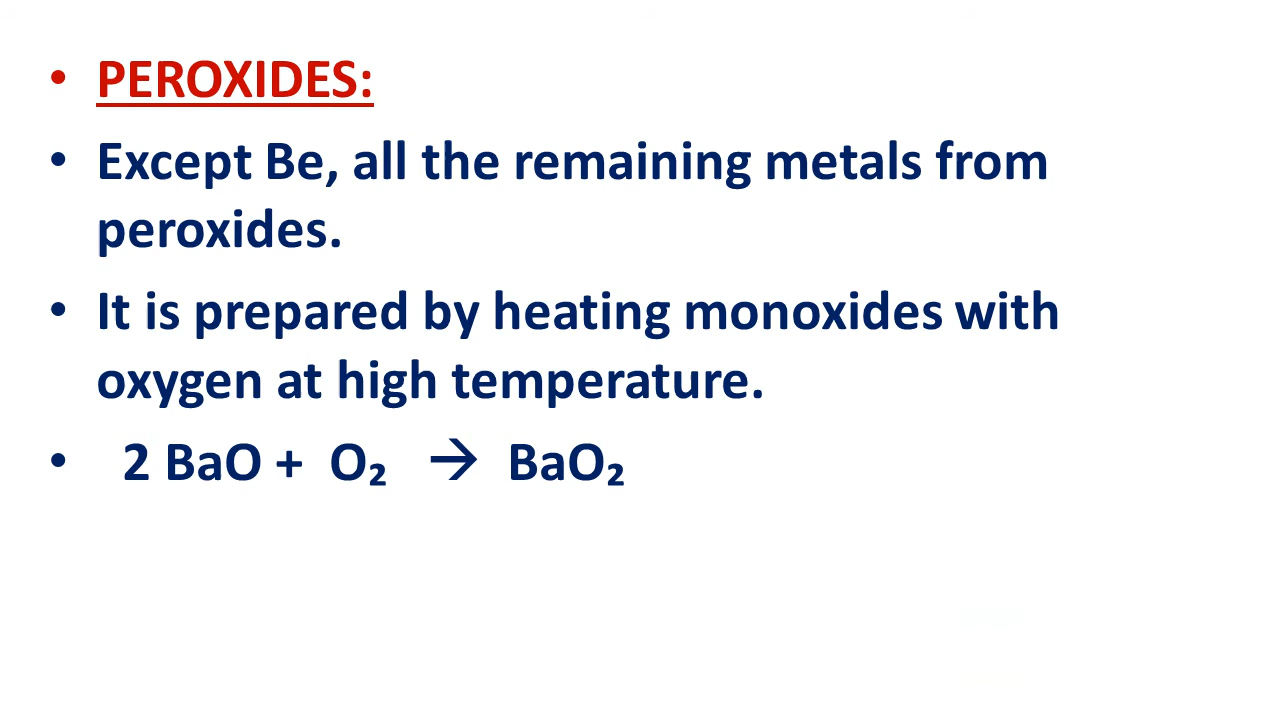 • PEROXIDES:
• Except Be, all the remaining metals from
peroxides.
• It is prepared by heating monoxides with
oxygen at high temperature.
• 2 BaO + O₂ → BaO₂